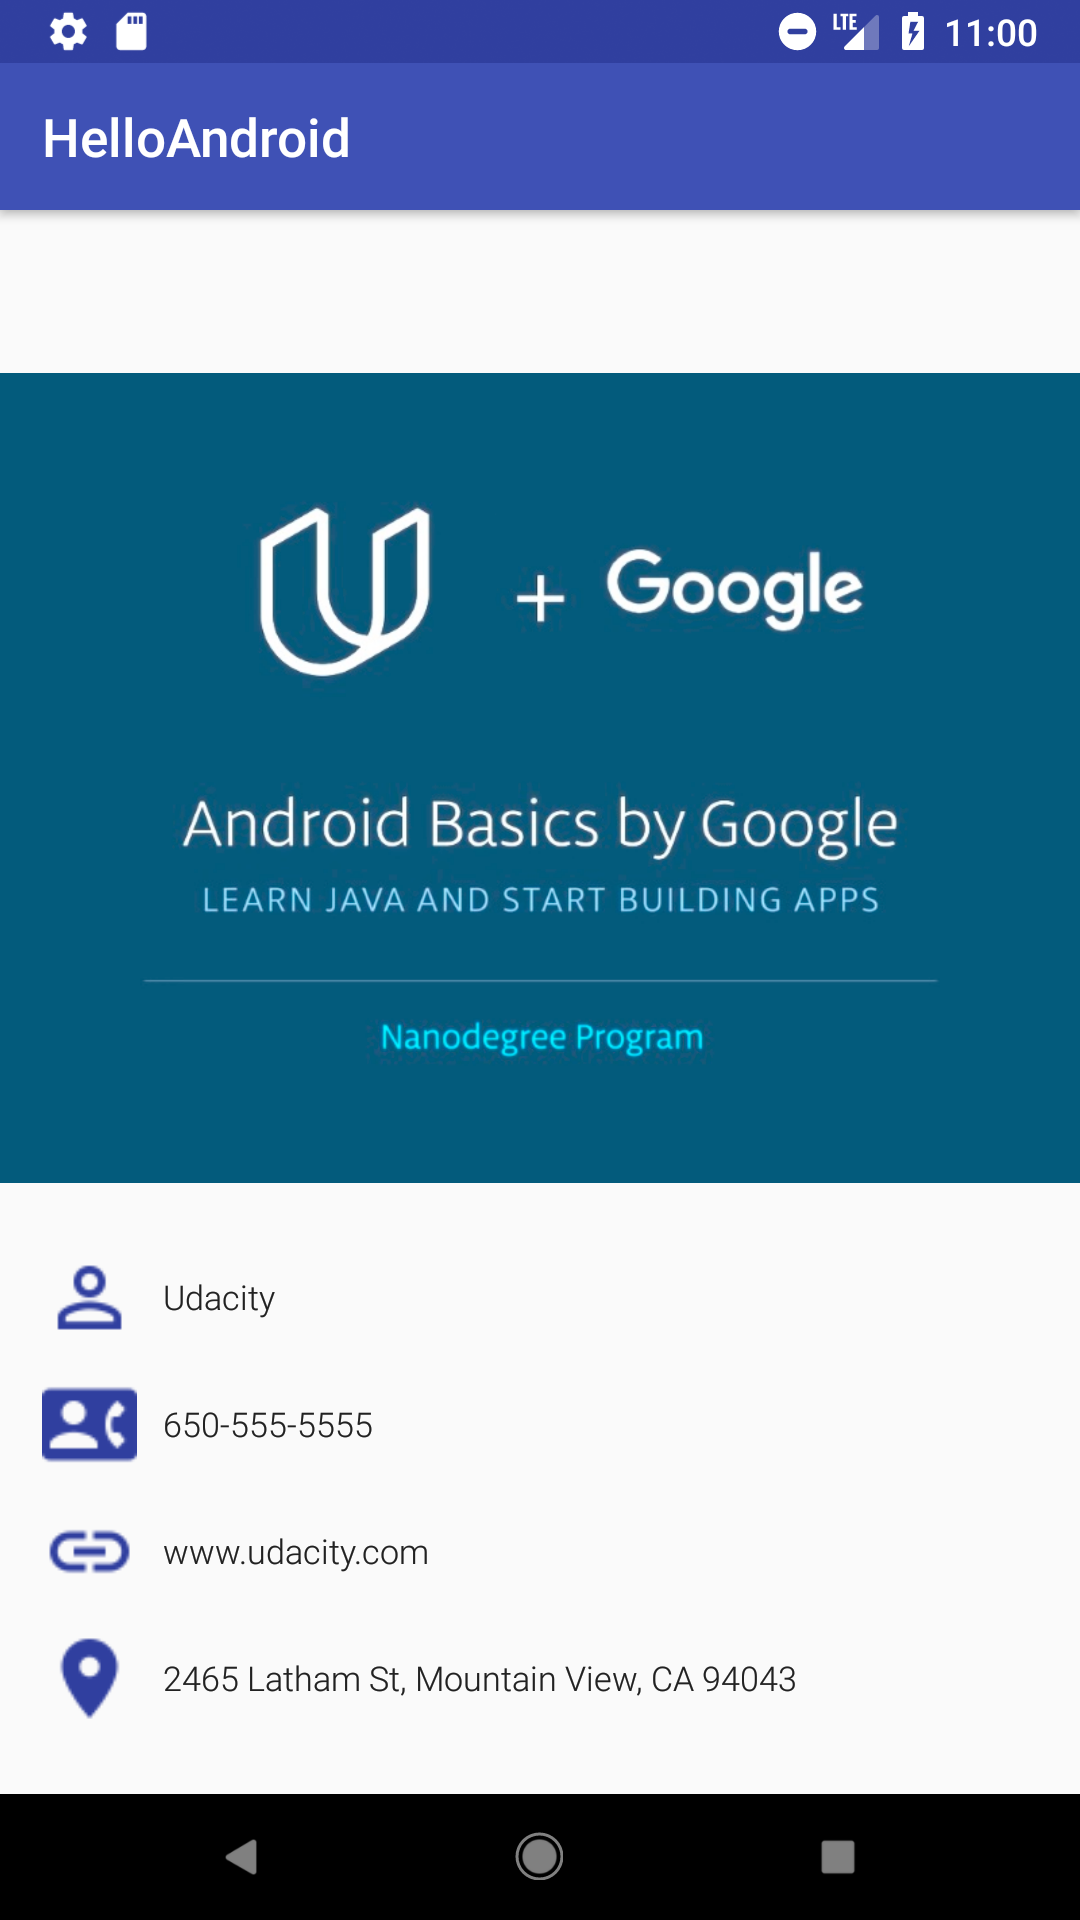 LTE 11:00
HelloAndroid
+ Google
Android Basics by Google
LEARN JAVA AND START BUILDING APPS
Nanodegree Program
Udacity
650-555-5555
www.udacity.com
2465 Latham St, Mountain View, CA 94043